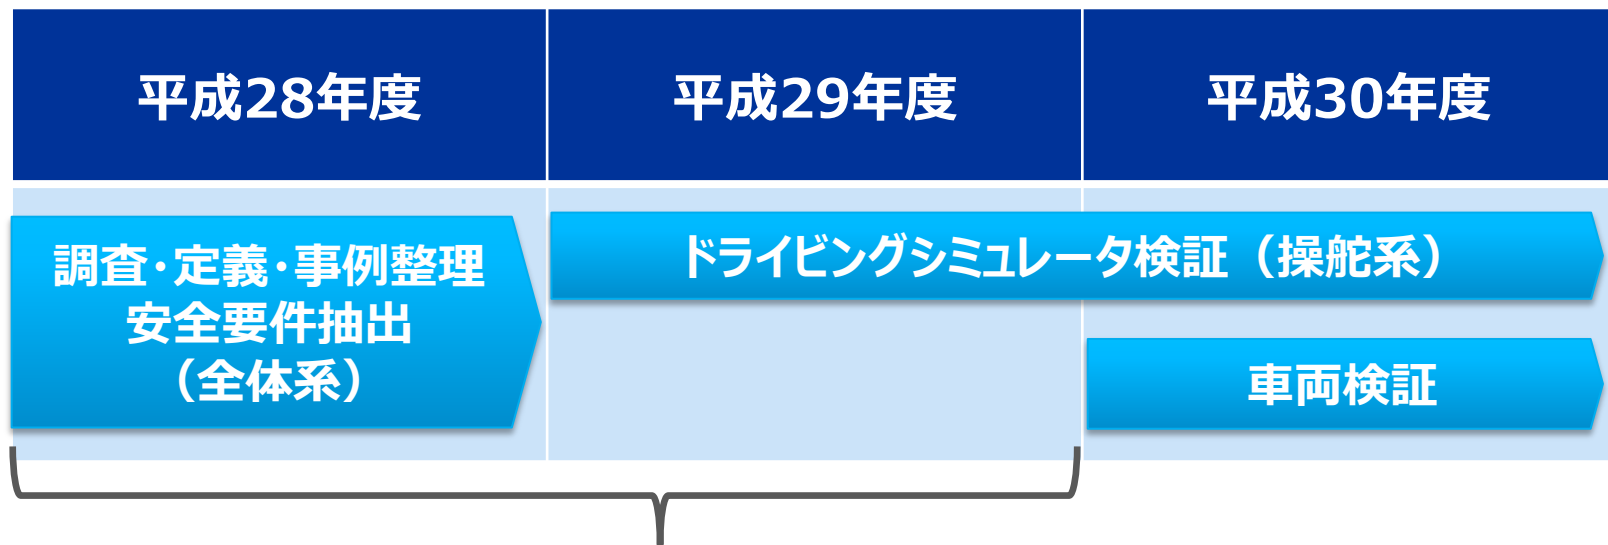 平成28年度
平成29年度
平成30年度
調査・定義・事例整理
安全要件抽出
（全体系）
ドライビングシミュレータ検証（操舵系）
車両検証